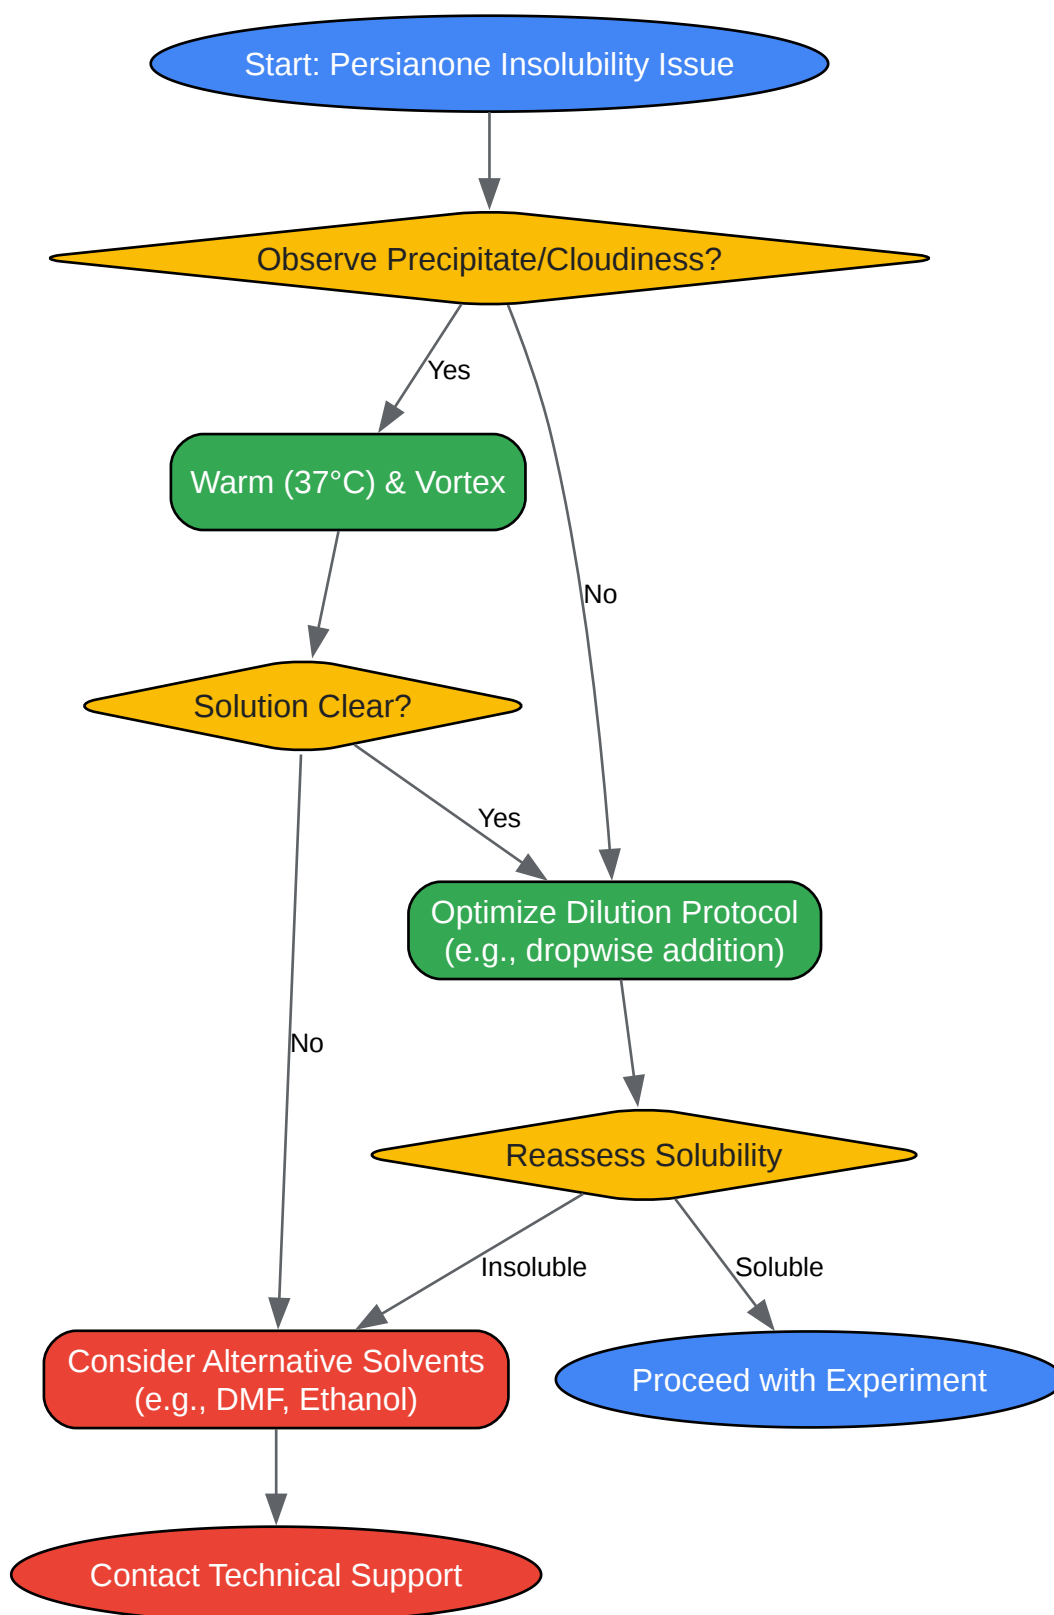 Start: Persianone Insolubility Issue
Observe Precipitate/Cloudiness?
Yes
Warm (37°C) & Vortex
No
Solution Clear?
Yes
Optimize Dilution Protocol
(e.g., dropwise addition)
No
Reassess Solubility
Insoluble
Soluble
Consider Alternative Solvents
(e.g., DMF, Ethanol)
Proceed with Experiment
Contact Technical Support